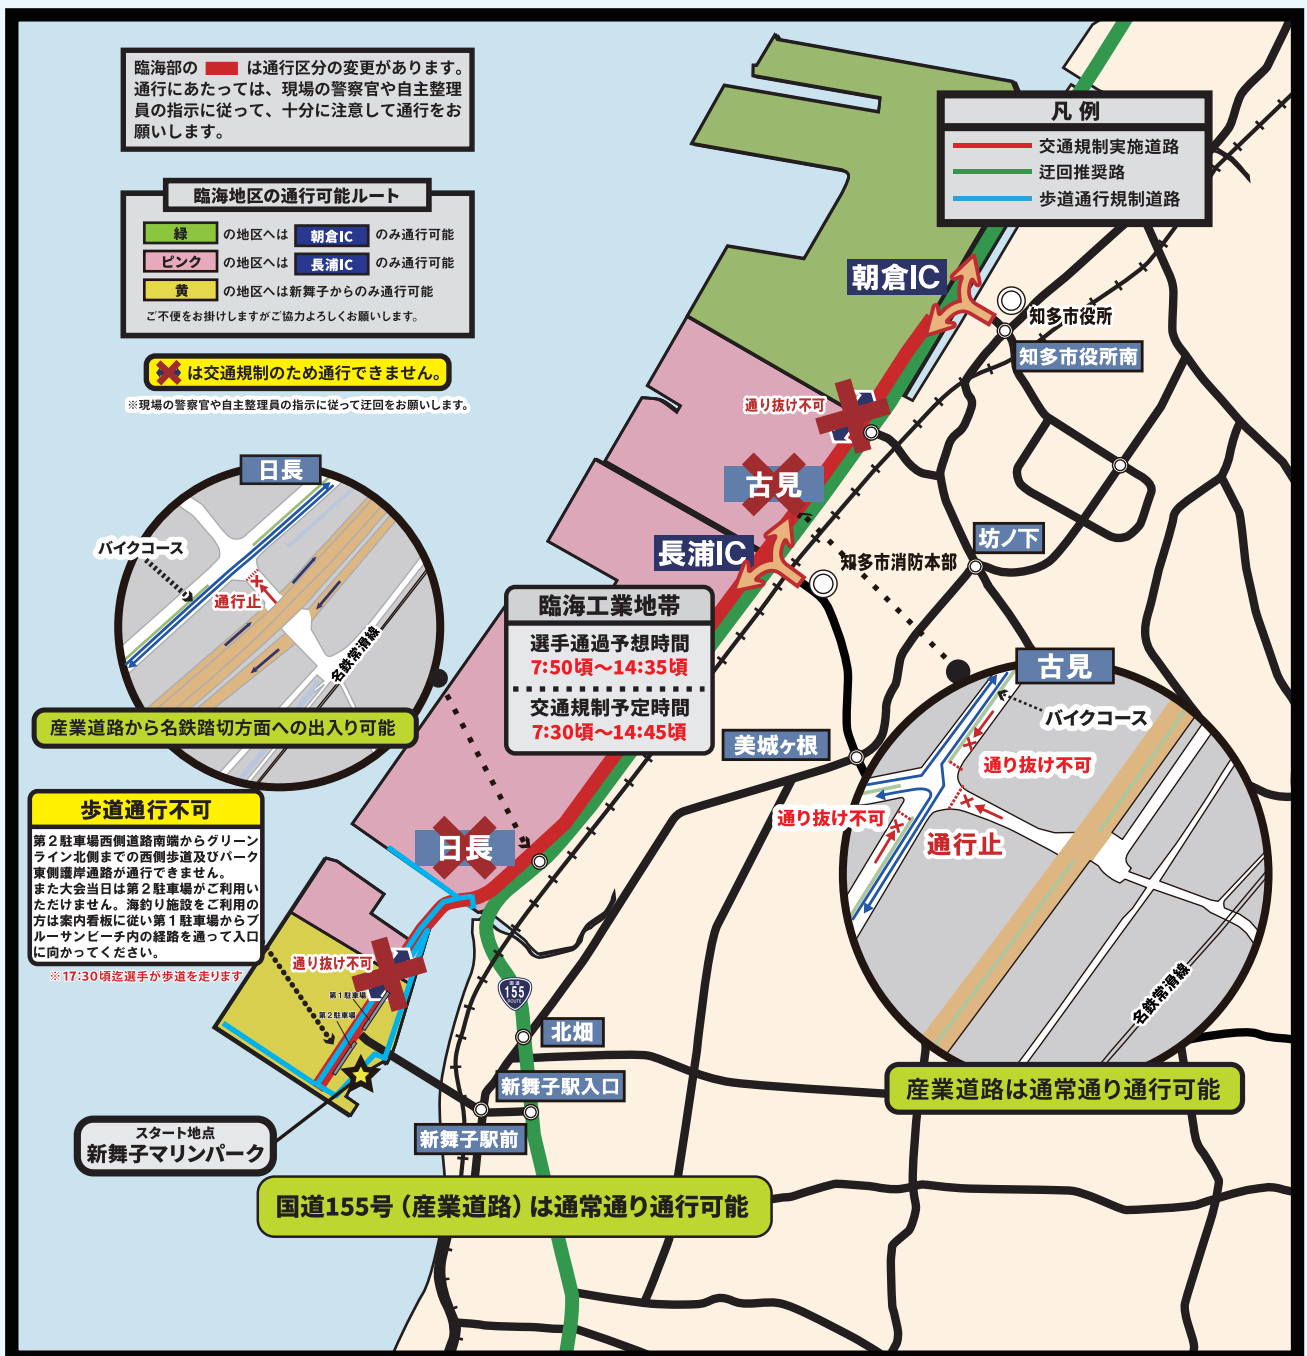 臨海部の は通行区分の変更があります。
通行にあたっては、現場の警察官や自主整理
員の指示に従って、十分に注意して通行をお
願いします。
臨海地区の通行可能ルート
緑 の地区へは 朝倉IC のみ通行可能
ピンク の地区へは 長浦IC のみ通行可能
黄 の地区へは新舞子からのみ通行可能
ご不便をお掛けしますがご協力よろしくお願いします。
は交通規制のため通行できません。
※現場の警察官や自主整理員の指示に従って迂回をお願いします。
凡例
交通規制実施道路
迂回推奨路
歩道通行規制道路
朝倉IC
知多市役所
知多市役所南
通り抜け不可
古見
長浦IC
知多市消防本部
坊ノ下
日長
バイクコース
通行止
名鉄常滑線
産業道路から名鉄踏切方面への出入り可能
臨海工業地帯
選手通過予想時間
7:50頃～14:35頃
交通規制予定時間
7:30頃～14:45頃
美城ヶ根
古見
バイクコース
通り抜け不可
通り抜け不可
通行止
名鉄常滑線
産業道路は通常通り通行可能
歩道通行不可
第2駐車場西側道路南端からグリーン
ライン北側までの西側歩道及びパーク
東側護岸通路が通行できません。
また大会当日は第2駐車場がご利用い
ただけません。海釣り施設をご利用の
方は案内看板に従い第1駐車場からブ
ルーサンビーチ内の経路を通って入口
に向かってください。
※17:30頃迄選手が歩道を走ります
日長
通り抜け不可
第1駐車場
第2駐車場
国道
155
ROUTE
北畑
新舞子駅入口
新舞子駅前
スタート地点
新舞子マリンパーク
国道155号（産業道路）は通常通り通行可能